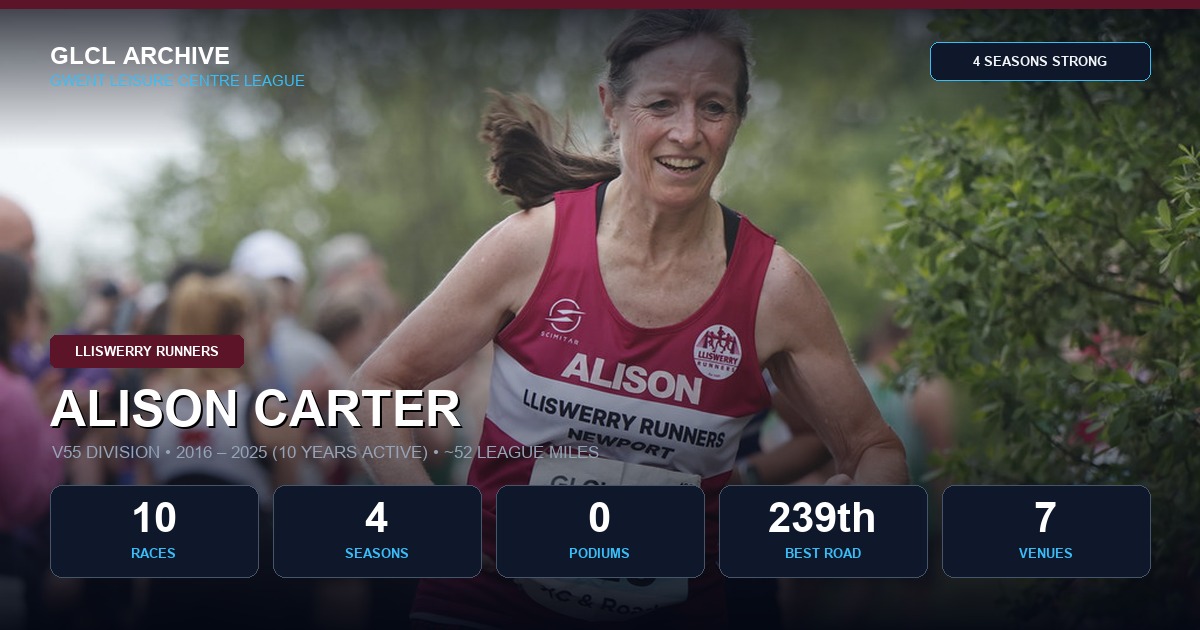 GLCL ARCHIVE
GWENT LEISURE CENTRE LEAGUE
4 SEASONS STRONG
SCIMITAR
LLISWERRY
RUNNERS
ALISON
LLISWERRY RUNNERS
NEWPORT
LLISWERRY RUNNERS
ALISON CARTER
V55 DIVISION • 2016 – 2025 (10 YEARS ACTIVE) • ~52 LEAGUE MILES
10
RACES
4
SEASONS
0
PODIUMS
239th
BEST ROAD
7
VENUES